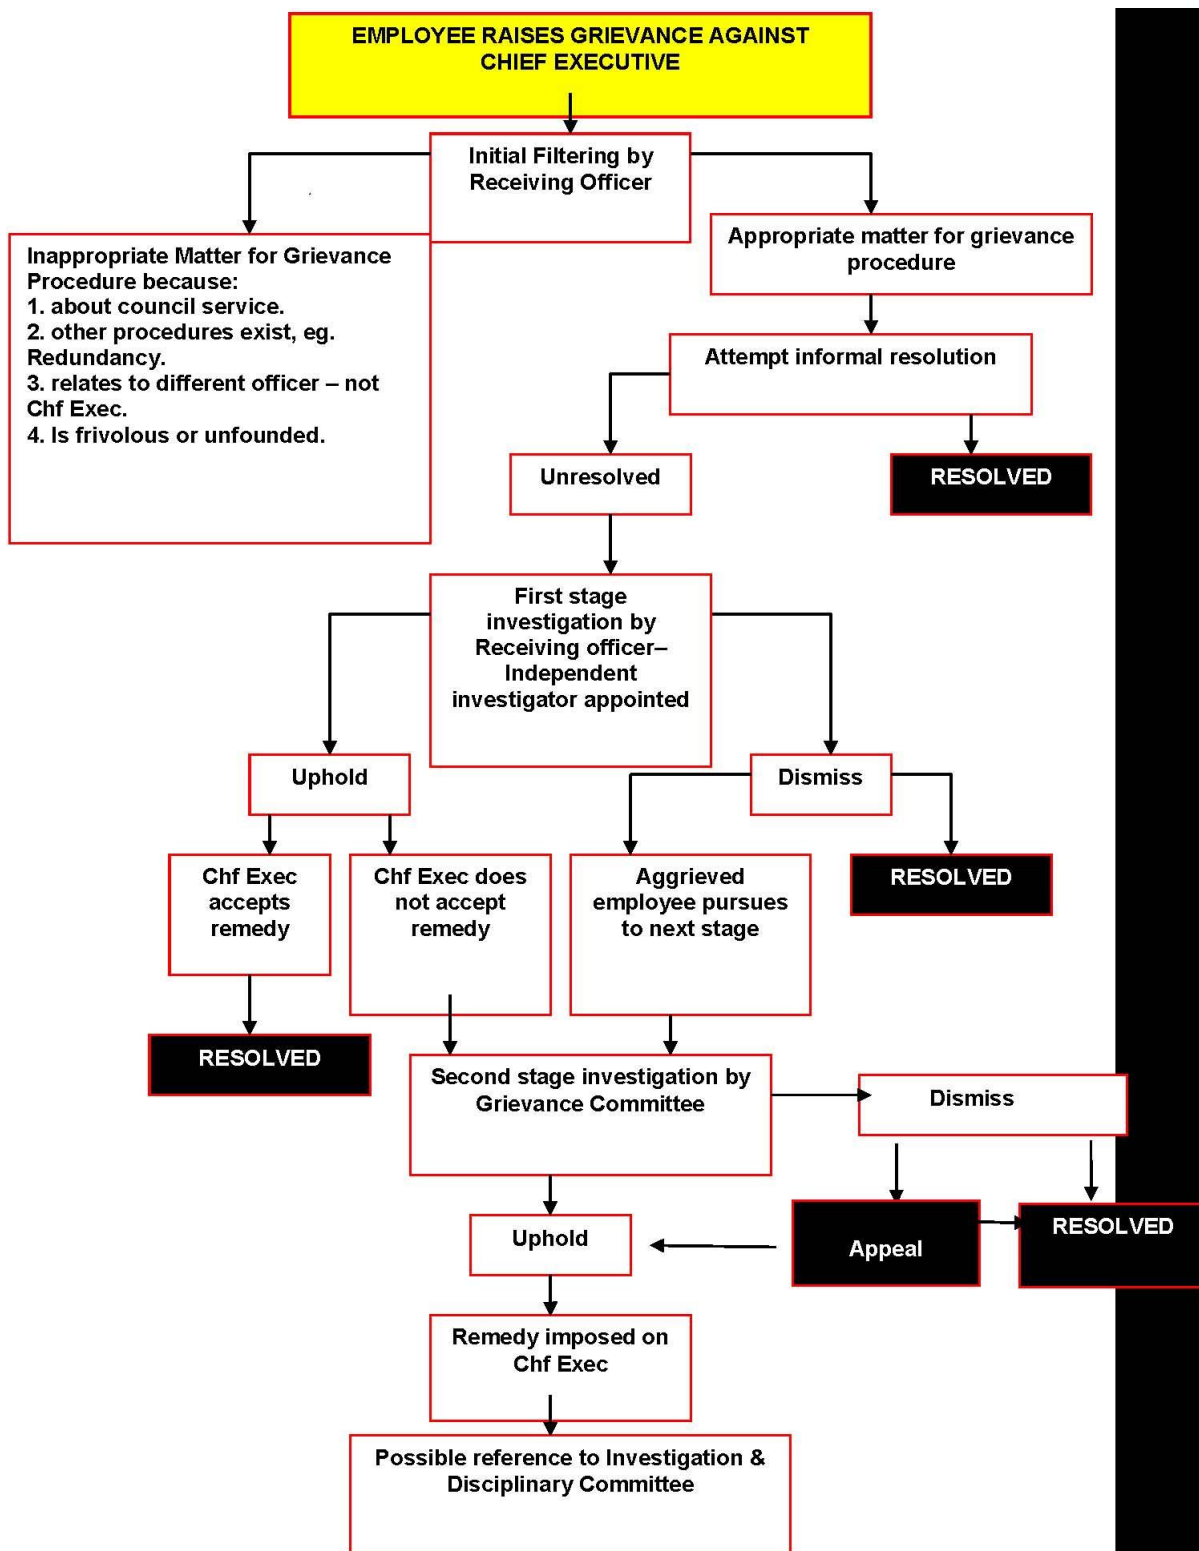 EMPLOYEE RAISES GRIEVANCE AGAINST
CHIEF EXECUTIVE
Initial Filtering by
Receiving Officer
Inappropriate Matter for Grievance
Procedure because:
1. about council service.
2. other procedures exist, eg.
Redundancy.
3. relates to different officer – not
Chf Exec.
4. Is frivolous or unfounded.
Appropriate matter for grievance
procedure
Attempt informal resolution
Unresolved
RESOLVED
First stage
investigation by
Receiving officer–
Independent
investigator appointed
Uphold
Dismiss
Chf Exec
accepts
remedy
Chf Exec does
not accept
remedy
Aggrieved
employee pursues
to next stage
RESOLVED
RESOLVED
Second stage investigation by
Grievance Committee
Dismiss
Uphold
Appeal
RESOLVED
Remedy imposed on
Chf Exec
Possible reference to Investigation &
Disciplinary Committee